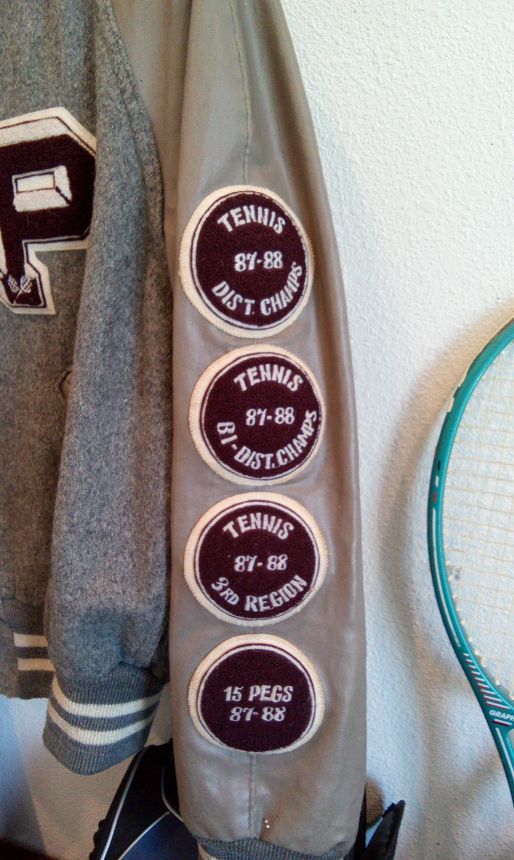 P
TENNIS
87-88
DIST. CHAMPS
TENNIS
87-88
BI-DIST. CHAMPS
TENNIS
87-88
3RD REGION
15 PEGS
87-88
GRAPH